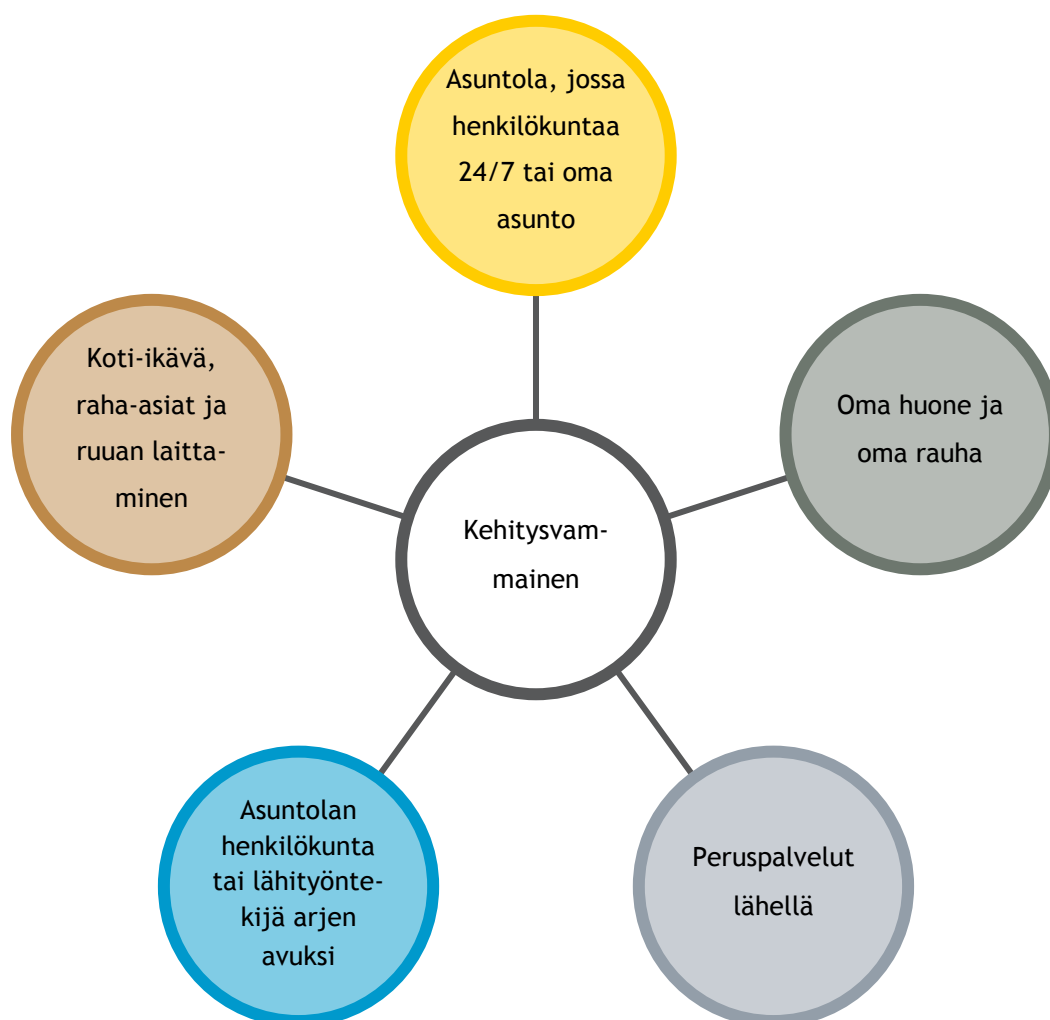 Asuntola, jossa
henkilökuntaa
24/7 tai oma
asunto
Koti-ikävä,
raha-asiat ja
ruuan laitta-
minen
Oma huone ja
oma rauha
Kehitysvam-
mainen
Asuntolan
henkilökunta
tai lähityönte-
kijä arjen
avuksi
Peruspalvelut
lähellä